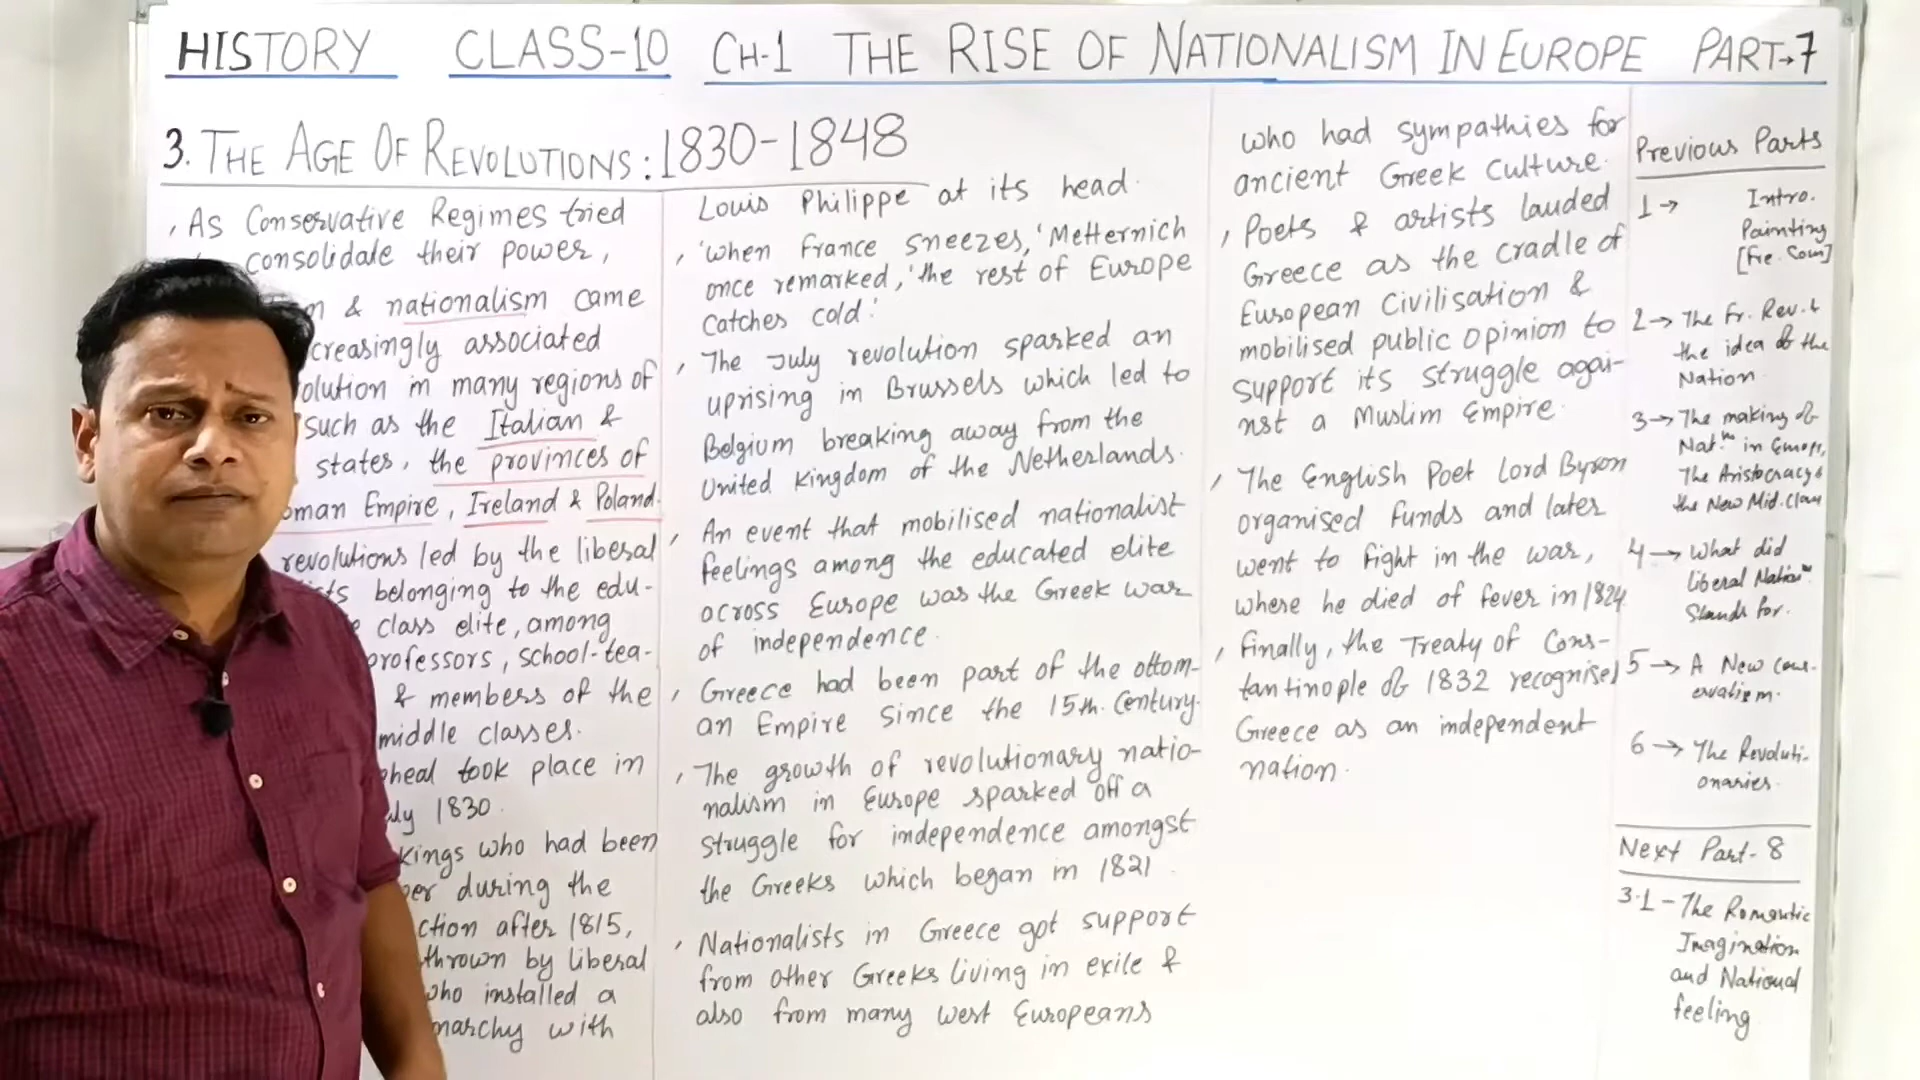 HISTORY CLASS-10 CH-1 THE RISE OF NATIONALISM IN EUROPE PART→7
3. THE AGE OF REVOLUTIONS: 1830-1848
, As Conservative Regimes tried
consolidate their power,
& nationalism came
creasingly associated
olution in many regions of
such as the Italian &
states, the provinces of
oman Empire, Ireland & Poland.
revolutions led by the liberal
belonging to the edu-
class elite, among
professors, school-tea-
& members of the
middle classes.
heal took place in
ly 1830.
kings who had been
er during the
ction after 1815,
thrown by liberal
who installed a
narchy with
Louis Philippe at its head.
, 'when France sneezes,' Metternich
once remarked, 'the rest of Europe
catches cold.'
, The July revolution sparked an
uprising in Brussels which led to
Belgium breaking away from the
United Kingdom of the Netherlands.
, An event that mobilised nationalist
feelings among the educated elite
across Europe was the Greek war
of independence.
, Greece had been part of the ottom-
an Empire since the 15th. Century.
, The growth of revolutionary natio-
nalism in Europe sparked off a
struggle for independence amongst
the Greeks which began in 1821.
, Nationalists in Greece got support
from other Greeks living in exile &
also from many west Europeans
who had sympathies for
ancient Greek Culture.
, Poets & artists lauded
Greece as the cradle of
European Civilisation &
mobilised public opinion to
support its struggle agai-
nst a Muslim Empire.
, The English Poet Lord Byron
organised funds and later
went to fight in the war,
where he died of fever in 1824.
, Finally, the Treaty of Cons-
tantinople of 1832 recognised
Greece as an independent
nation.
Previous Parts
1→ Intro.
Painting
2→ The Fr. Rev. &
the idea of the
Nation
3→ The making of
in Europe,
The Aristocracy &
the New Mid. Class
4→ What did
liberal
Stands for.
5→ A New cons-
ervatism.
6→ The Revoluti-
onaries.
Next Part-8
3.1- The Romantic
Imagination
and National
feeling